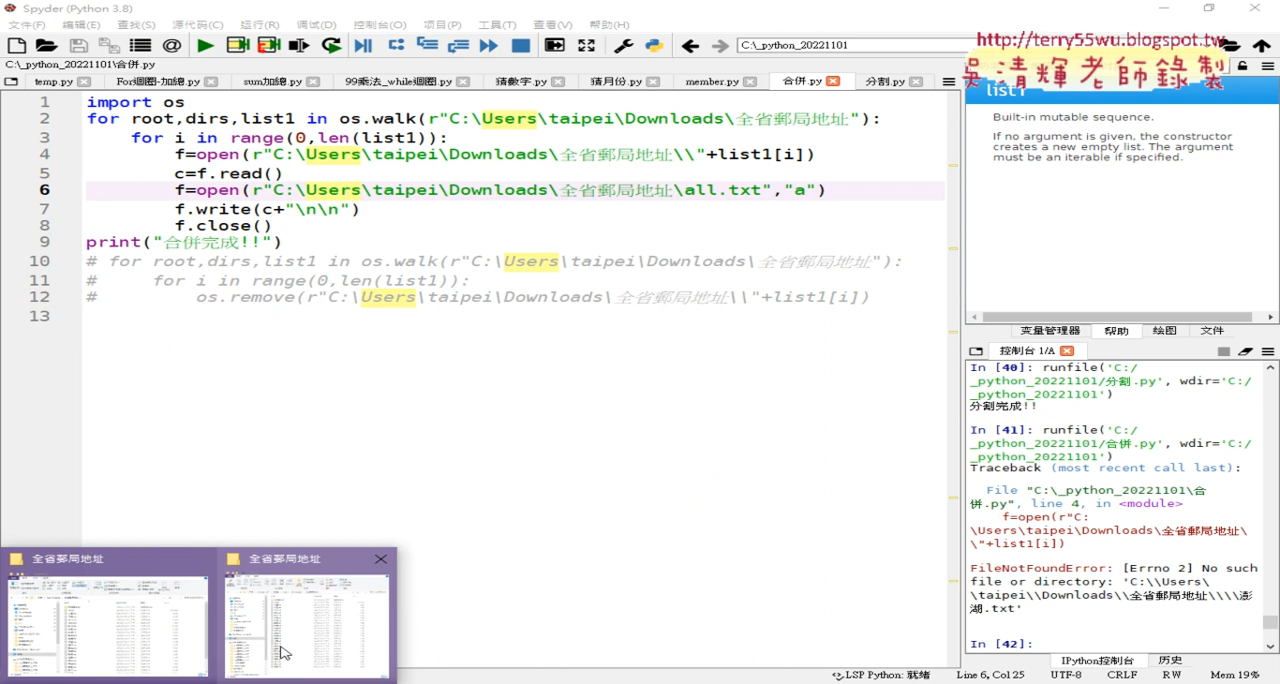 Spyder (Python 3.8)
文件(F) 编辑(E) 查找(S) 源代码(C) 运行(R) 调试(D) 控制台(O) 项目(P) 工具(T) 查看(V) 帮助(H)
C:\_python_20221101
http://terry55wu.blogspot.tw
吳清輝老師錄製
C:\_python_20221101\合併.py
temp.py For迴圈-加總.py sum加總.py 99乘法_while迴圈.py 猜數字.py 猜月份.py member.py 合併.py 分割.py
list1
1 import os
2 for root,dirs,list1 in os.walk(r"C:\Users\taipei\Downloads\全省郵局地址"):
3 for i in range(0,len(list1)):
4 f=open(r"C:\Users\taipei\Downloads\全省郵局地址\\"+list1[i])
5 c=f.read()
6 f=open(r"C:\Users\taipei\Downloads\全省郵局地址\all.txt","a")
7 f.write(c+"\n\n")
8 f.close()
9 print("合併完成!!")
10 # for root,dirs,list1 in os.walk(r"C:\Users\taipei\Downloads\全省郵局地址"):
11 # for i in range(0,len(list1)):
12 # os.remove(r"C:\Users\taipei\Downloads\全省郵局地址\\"+list1[i])
13
Built-in mutable sequence.
If no argument is given, the constructor
creates a new empty list. The argument
must be an iterable if specified.
变量管理器 帮助 绘图 文件
控制台 1/A
In [40]: runfile('C:/
_python_20221101/分割.py', wdir='C:/
_python_20221101')
分割完成!!
In [41]: runfile('C:/
_python_20221101/合併.py', wdir='C:/
_python_20221101')
Traceback (most recent call last):
File "C:\_python_20221101\合
併.py", line 4, in <module>
f=open(r"C:
\Users\taipei\Downloads\全省郵局地址\
\"+list1[i])
FileNotFoundError: [Errno 2] No such
file or directory: 'C:\\Users\
\taipei\\Downloads\\全省郵局地址\\\\澎
湖.txt'
In [42]:
IPython控制台 历史
全省郵局地址 全省郵局地址
LSP Python: 就绪 Line 6, Col 25 UTF-8 CRLF RW Mem 19%